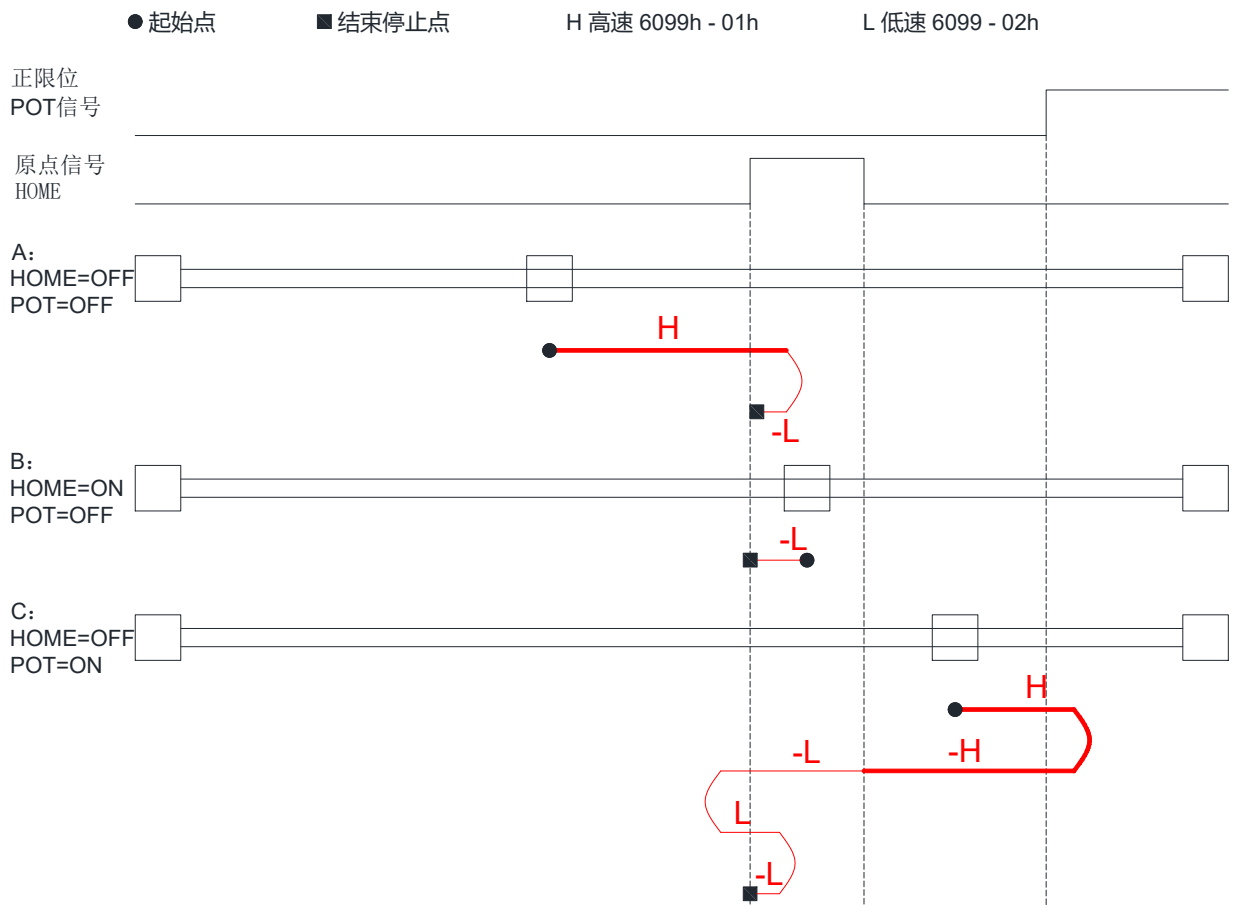 起始点
结束停止点
H 高速 6099h - 01h
L 低速 6099 - 02h
正限位
POT信号
原点信号
HOME
A:
HOME=OFF
POT=OFF
H
-L
B:
HOME=ON
POT=OFF
-L
C:
HOME=OFF
POT=ON
H
-H
-L
L
-L